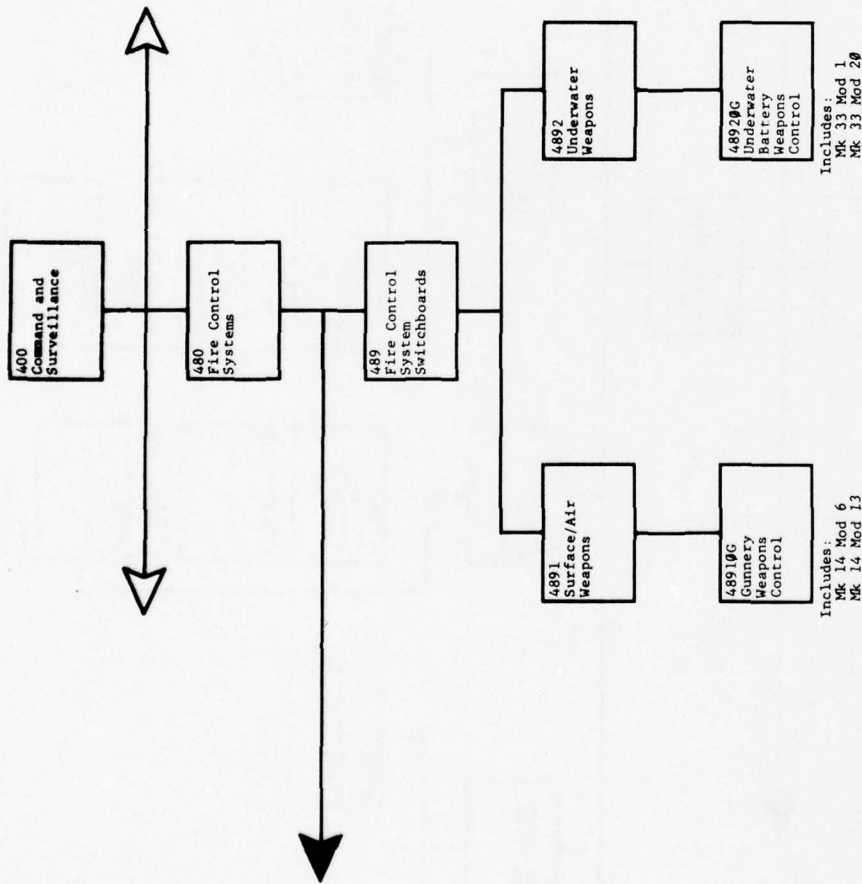 400
Command and
Surveillance
480
Fire Control
Systems
489
Fire Control
System
Switchboards
4891
Surface/Air
Weapons
4892
Underwater
Weapons
4891ØG
Gunnery
Weapons
Control
4892ØG
Underwater
Battery
Weapons
Control
Includes:
Mk 14 Mod 6
Mk 14 Mod 13
Includes:
Mk 33 Mod 1
Mk 33 Mod 2Ø